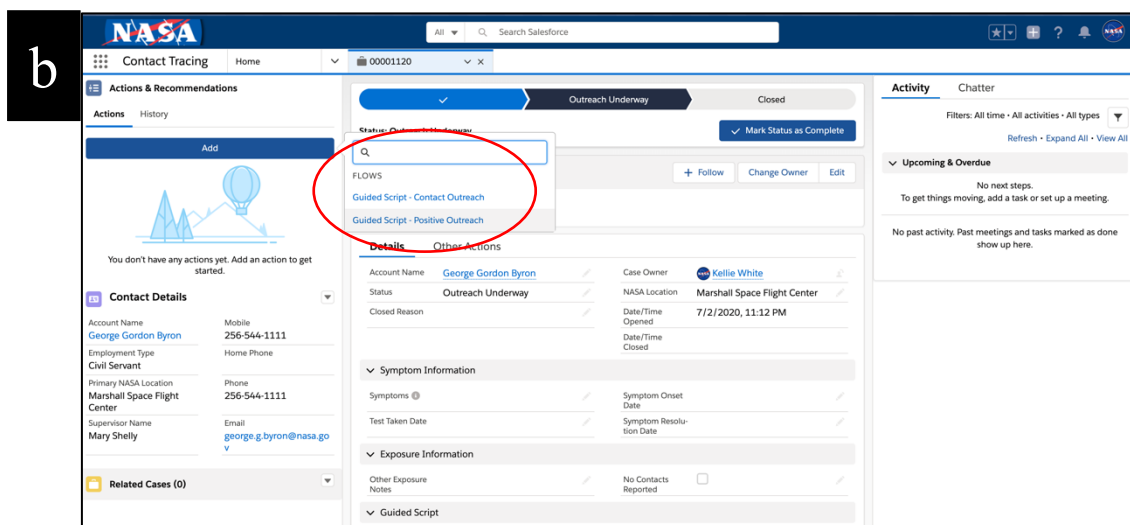 b
NASA
All
Search Salesforce
NASA
Contact Tracing
Home
00001120
Actions & Recommendations
Actions
History
Add
You don't have any actions yet. Add an action to get
started.
Contact Details
Account Name
George Gordon Byron
Mobile
256-544-1111
Employment Type
Civil Servant
Home Phone
Primary NASA Location
Marshall Space Flight
Center
Phone
256-544-1111
Supervisor Name
Mary Shelly
Email
george.g.byron@nasa.go
v
Related Cases (0)
Outreach Underway
Closed
Status: Outreach Underway
Mark Status as Complete
FLOWS
Guided Script - Contact Outreach
Guided Script - Positive Outreach
Follow
Change Owner
Edit
Details
Other Actions
Account Name
George Gordon Byron
Case Owner
Kellie White
Status
Outreach Underway
NASA Location
Marshall Space Flight Center
Closed Reason
Date/Time
Opened
7/2/2020, 11:12 PM
Date/Time
Closed
Symptom Information
Symptoms
Symptom Onset
Date
Test Taken Date
Symptom Resolu-
tion Date
Exposure Information
Other Exposure
Notes
No Contacts
Reported
Guided Script
Activity
Chatter
Filters: All time • All activities • All types
Refresh • Expand All • View All
Upcoming & Overdue
No next steps.
To get things moving, add a task or set up a meeting.
No past activity. Past meetings and tasks marked as done
show up here.